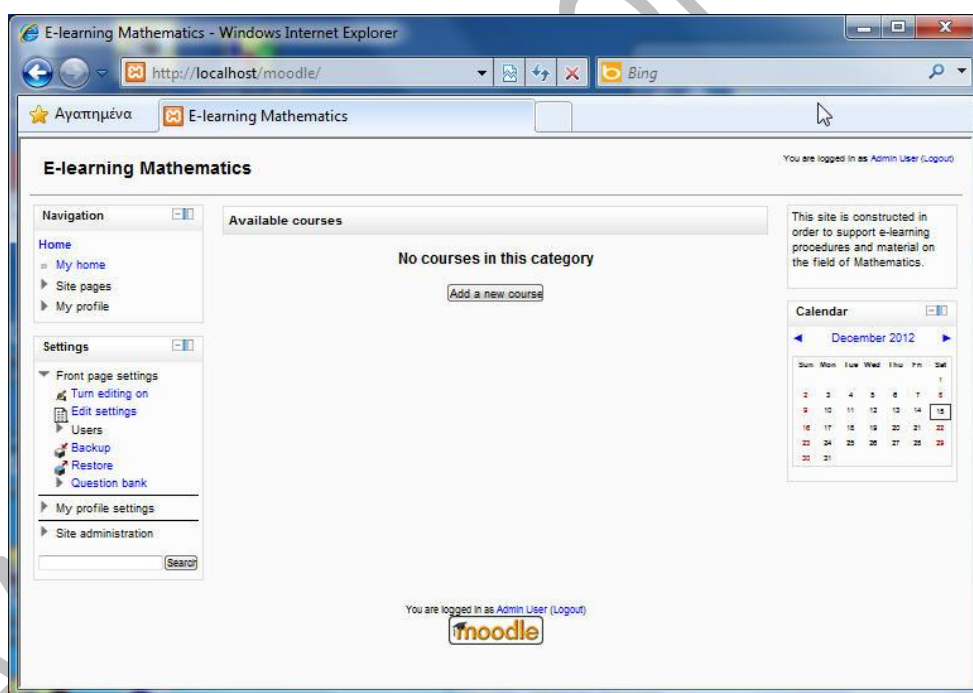 E-learning Mathematics - Windows Internet Explorer
http://localhost/moodle/
Bing
Αγαπημένα
E-learning Mathematics
E-learning Mathematics
You are logged in as Admin User (Logout)
Navigation
Home
My home
Site pages
My profile
Settings
Front page settings
Turn editing on
Edit settings
Users
Backup
Restore
Question bank
My profile settings
Site administration
Search
Available courses
No courses in this category
Add a new course
This site is constructed in
order to support e-learning
procedures and material on
the field of Mathematics.
Calendar
December 2012
Sun Mon Tue Wed Thu Fri Sat
1
2 3 4 5 6 7 8
9 10 11 12 13 14 15
16 17 18 19 20 21 22
23 24 25 26 27 28 29
30 31
You are logged in as Admin User (Logout)
moodle